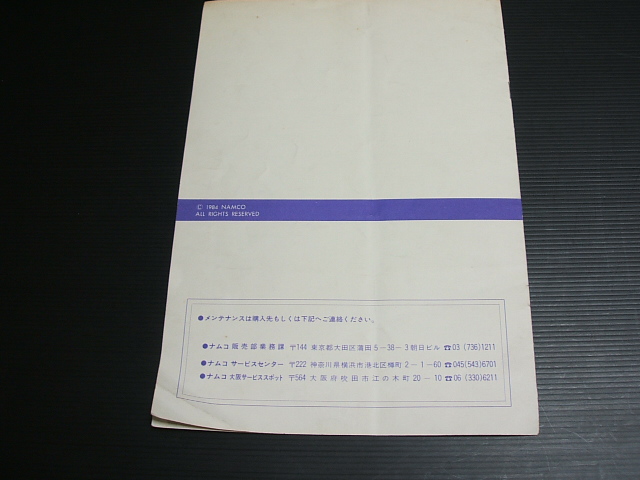 © 1984 NAMCO
ALL RIGHTS RESERVED
●メンテナンスは購入先もしくは下記へご連絡ください。
●ナムコ 販売部業務課 〒144 東京都大田区蒲田5-38-3朝日ビル ☎03 (736)1211
●ナムコ サービスセンター 〒222 神奈川県横浜市港北区樽町2-1-60 ☎045(543)6701
●ナムコ 大阪サービススポット 〒564 大阪府吹田市江の木町20-10 ☎06 (330)6211